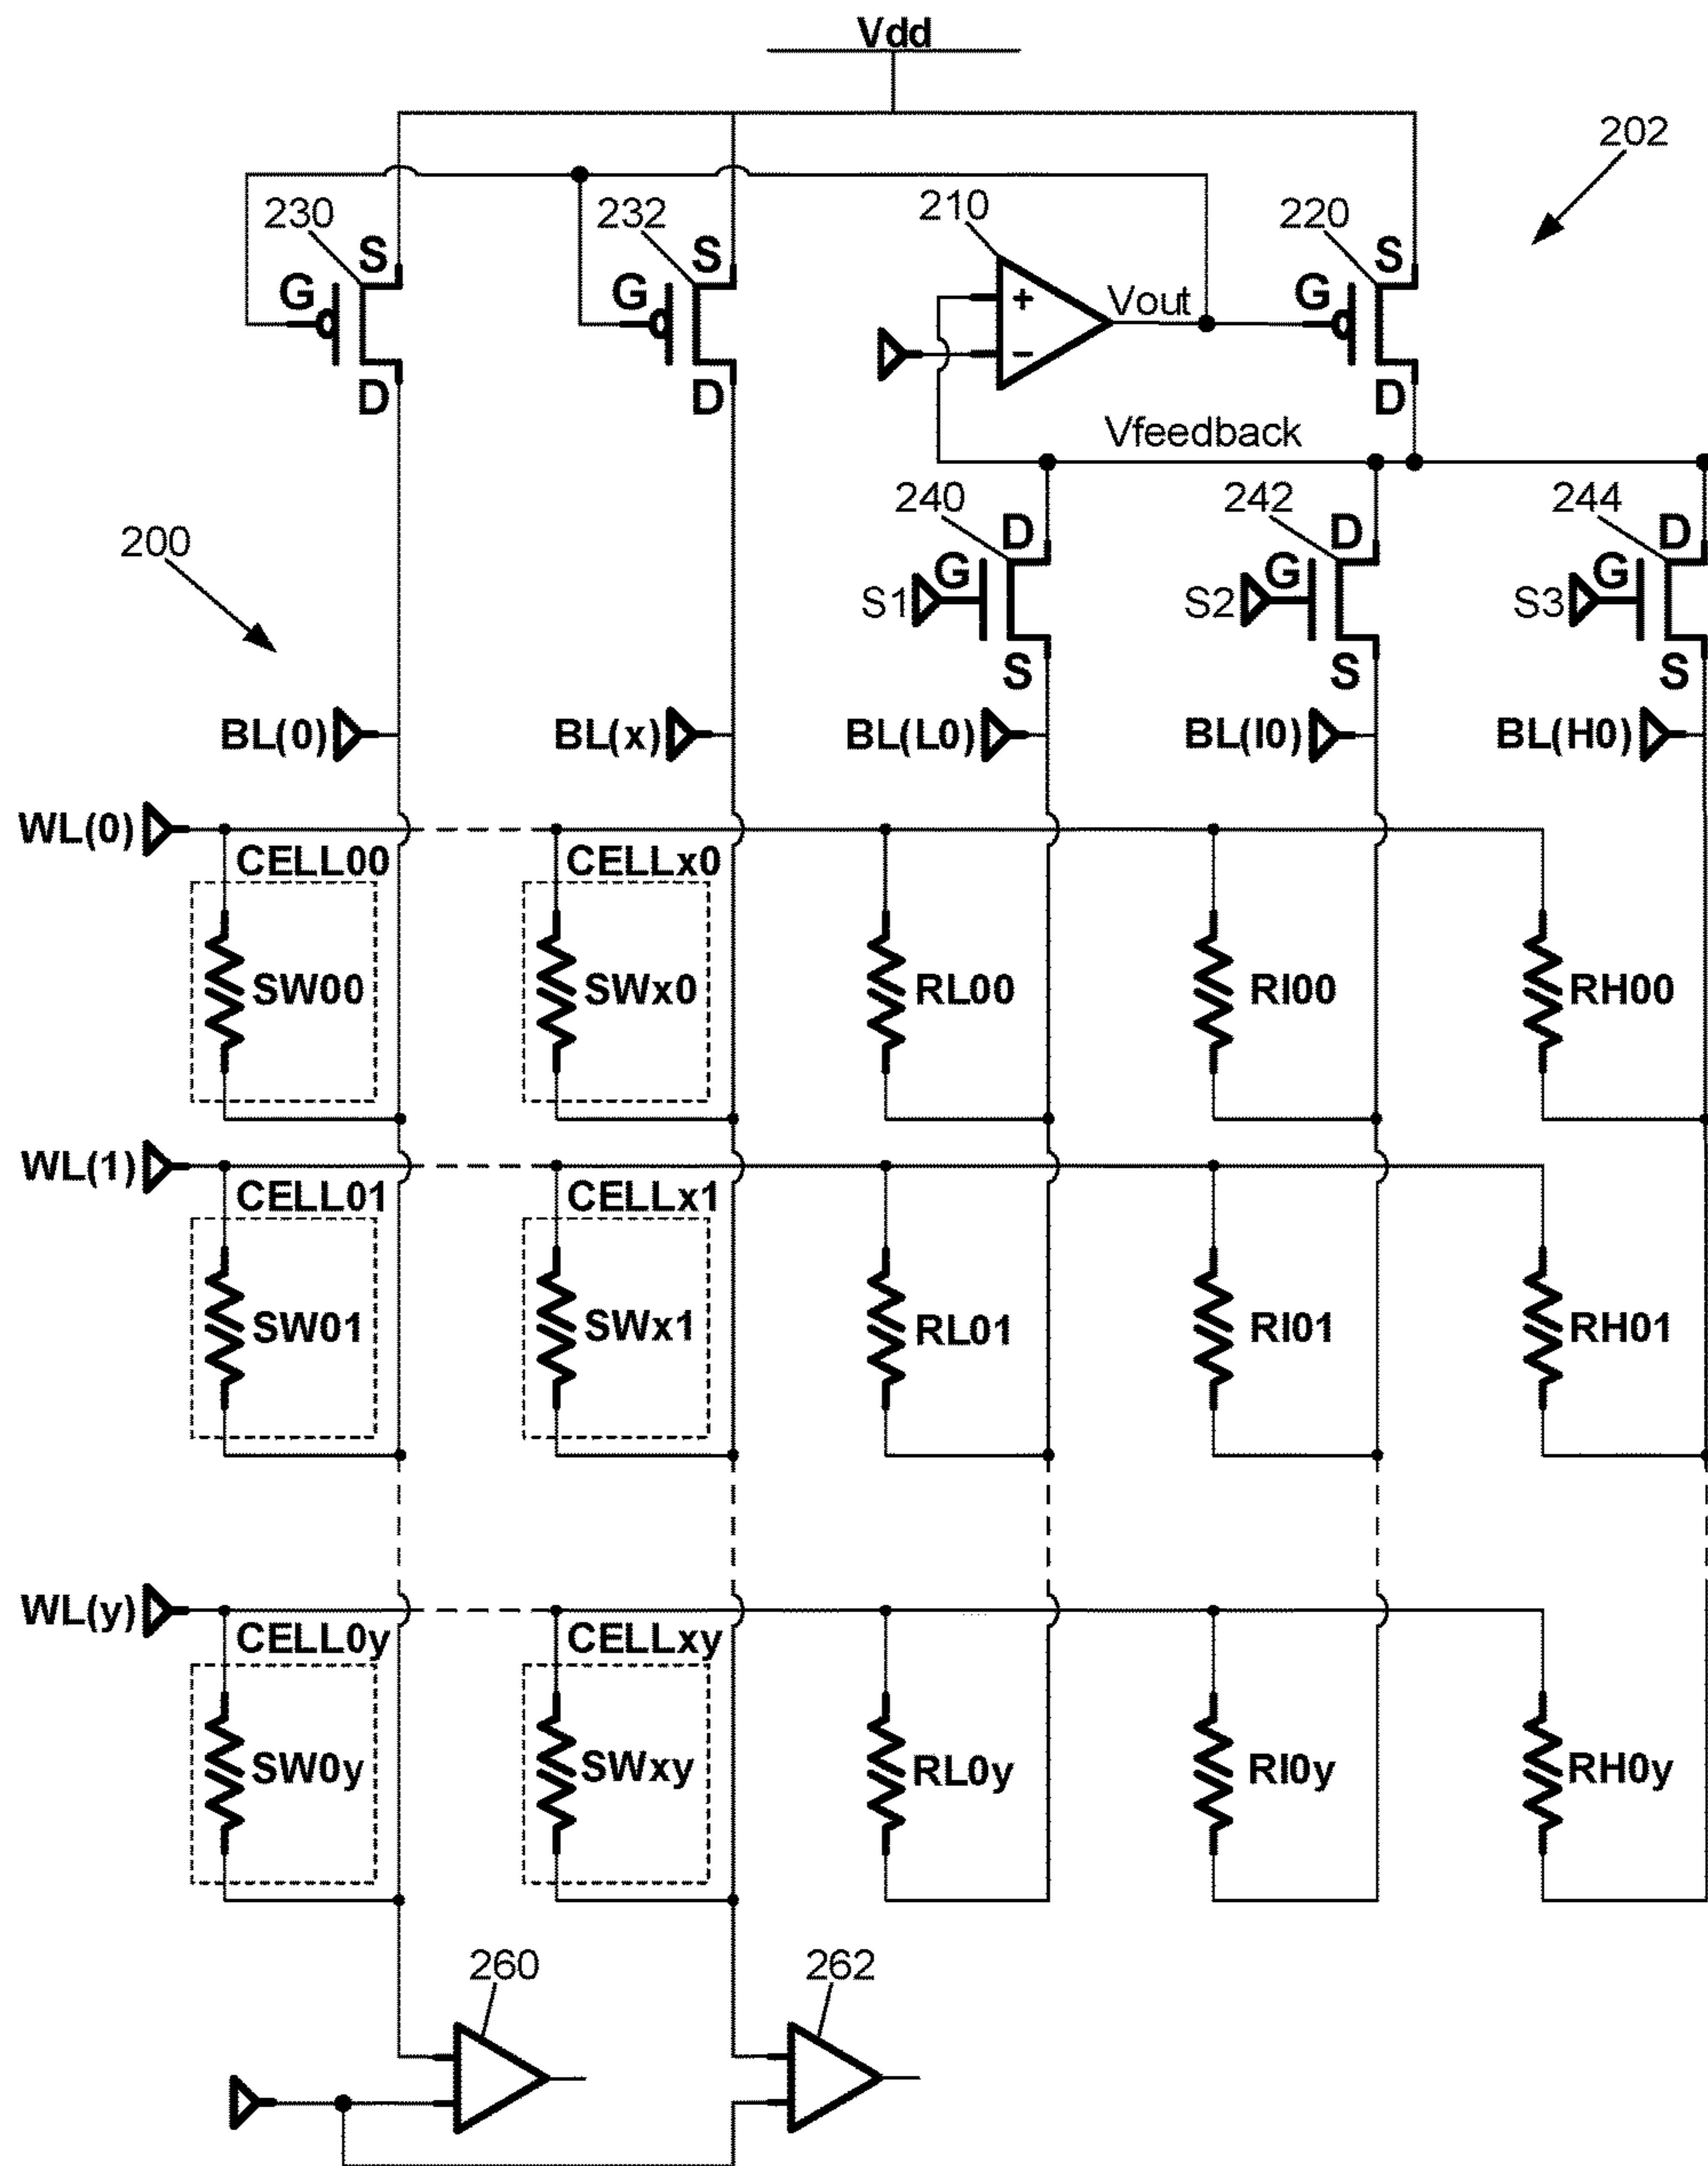 Vdd
202
230
232
210
220
S
S
S
G
G
+
Vout
G
−
D
D
D
Vfeedback
240
242
244
200
D
D
D
G
G
G
S1
S2
S3
S
S
S
BL(0)
BL(x)
BL(L0)
BL(I0)
BL(H0)
WL(0)
CELL00
CELLx0
SW00
SWx0
RL00
RI00
RH00
WL(1)
CELL01
CELLx1
SW01
SWx1
RL01
RI01
RH01
WL(y)
CELL0y
CELLxy
SW0y
SWxy
RL0y
RI0y
RH0y
260
262